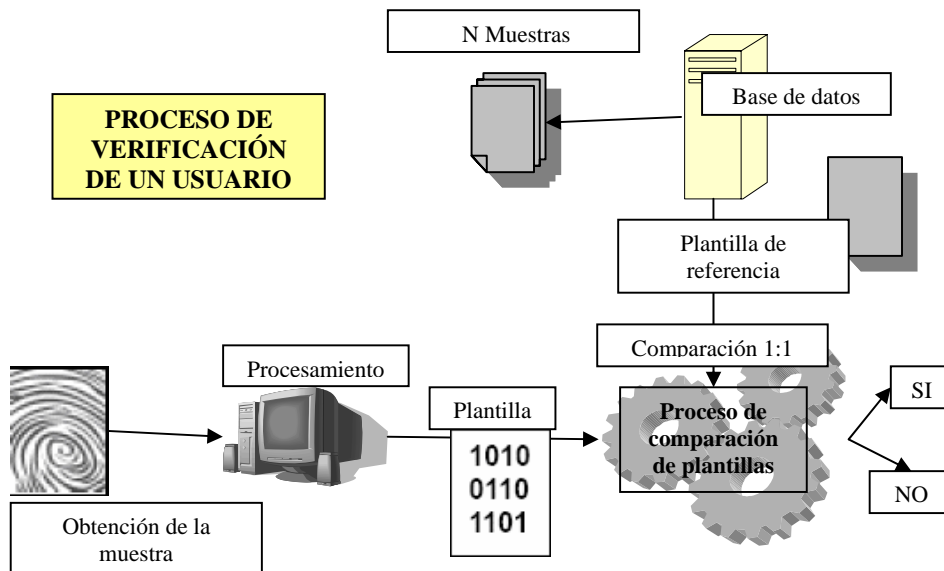 N Muestras
Base de datos
PROCESO DE
VERIFICACIÓN
DE UN USUARIO
Plantilla de
referencia
Comparación 1:1
Procesamiento
Plantilla
1010
0110
1101
Proceso de
comparación
de plantillas
SI
NO
Obtención de la
muestra